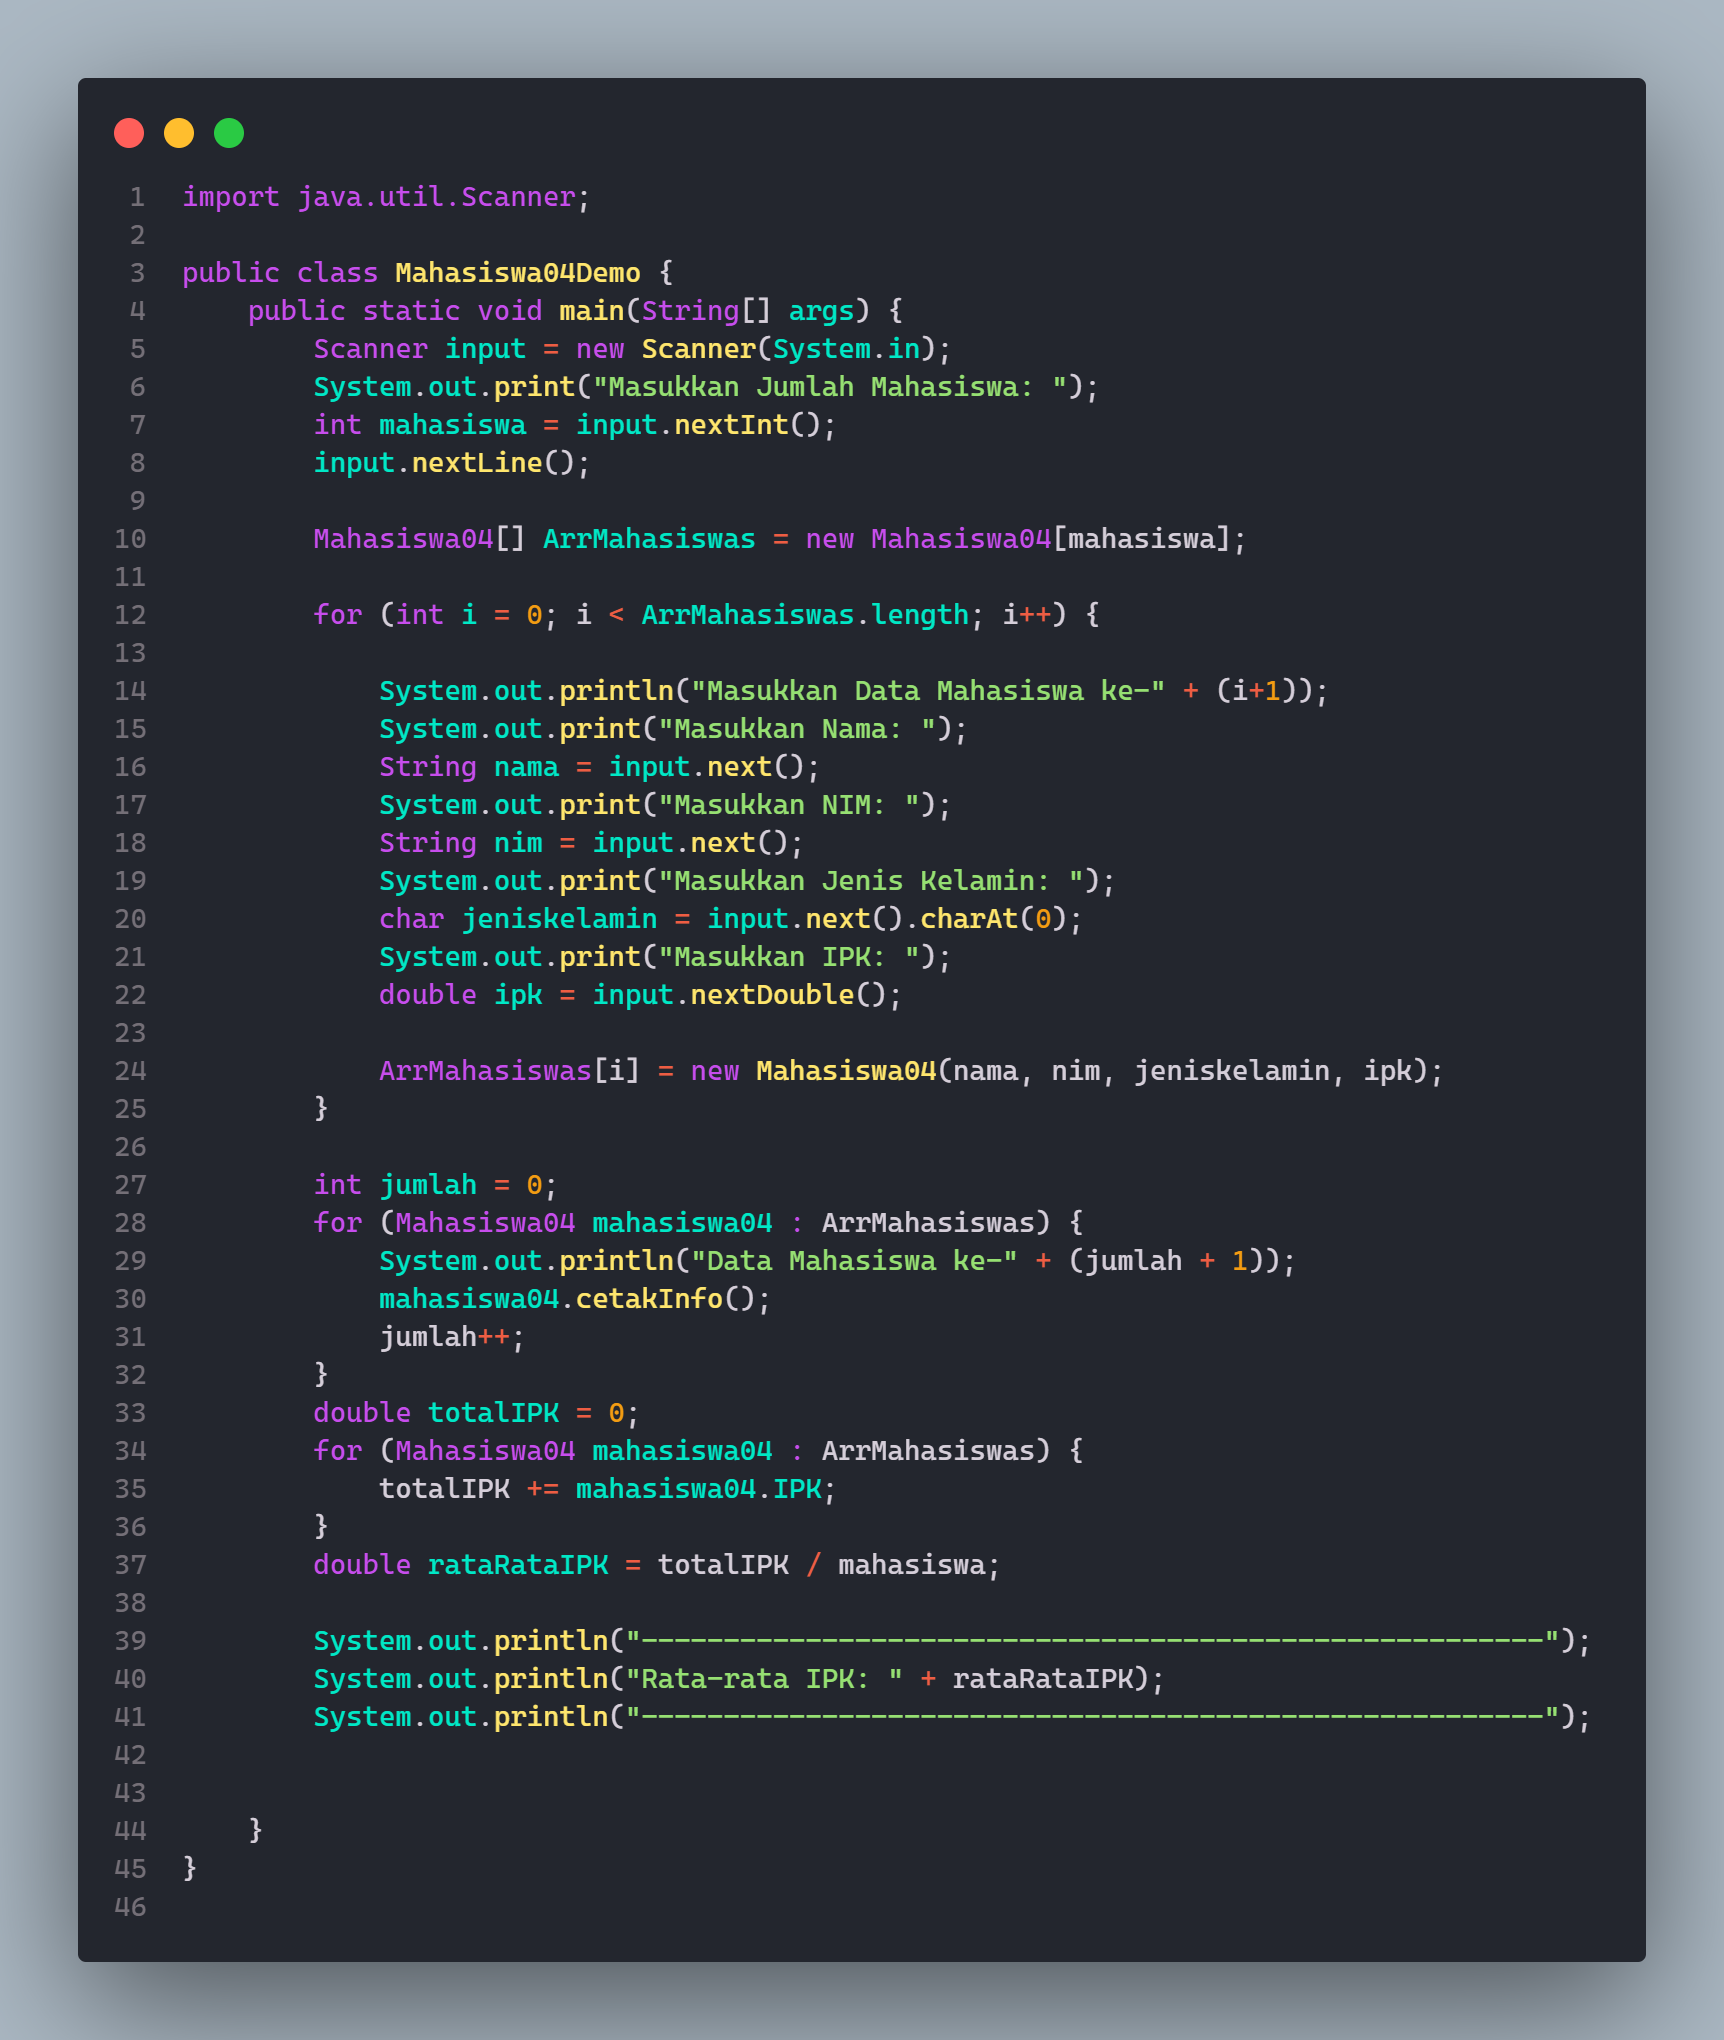 1 import java.util.Scanner;
2
3 public class Mahasiswa04Demo {
4     public static void main(String[] args) {
5         Scanner input = new Scanner(System.in);
6         System.out.print("Masukkan Jumlah Mahasiswa: ");
7         int mahasiswa = input.nextInt();
8         input.nextLine();
9
10         Mahasiswa04[] ArrMahasiswas = new Mahasiswa04[mahasiswa];
11
12         for (int i = 0; i < ArrMahasiswas.length; i++) {
13
14             System.out.println("Masukkan Data Mahasiswa ke-" + (i+1));
15             System.out.print("Masukkan Nama: ");
16             String nama = input.next();
17             System.out.print("Masukkan NIM: ");
18             String nim = input.next();
19             System.out.print("Masukkan Jenis Kelamin: ");
20             char jeniskelamin = input.next().charAt(0);
21             System.out.print("Masukkan IPK: ");
22             double ipk = input.nextDouble();
23
24             ArrMahasiswas[i] = new Mahasiswa04(nama, nim, jeniskelamin, ipk);
25         }
26
27         int jumlah = 0;
28         for (Mahasiswa04 mahasiswa04 : ArrMahasiswas) {
29             System.out.println("Data Mahasiswa ke-" + (jumlah + 1));
30             mahasiswa04.cetakInfo();
31             jumlah++;
32         }
33         double totalIPK = 0;
34         for (Mahasiswa04 mahasiswa04 : ArrMahasiswas) {
35             totalIPK += mahasiswa04.IPK;
36         }
37         double rataRataIPK = totalIPK / mahasiswa;
38
39         System.out.println("-------------------------------------------------------");
40         System.out.println("Rata-rata IPK: " + rataRataIPK);
41         System.out.println("-------------------------------------------------------");
42
43
44     }
45 }
46